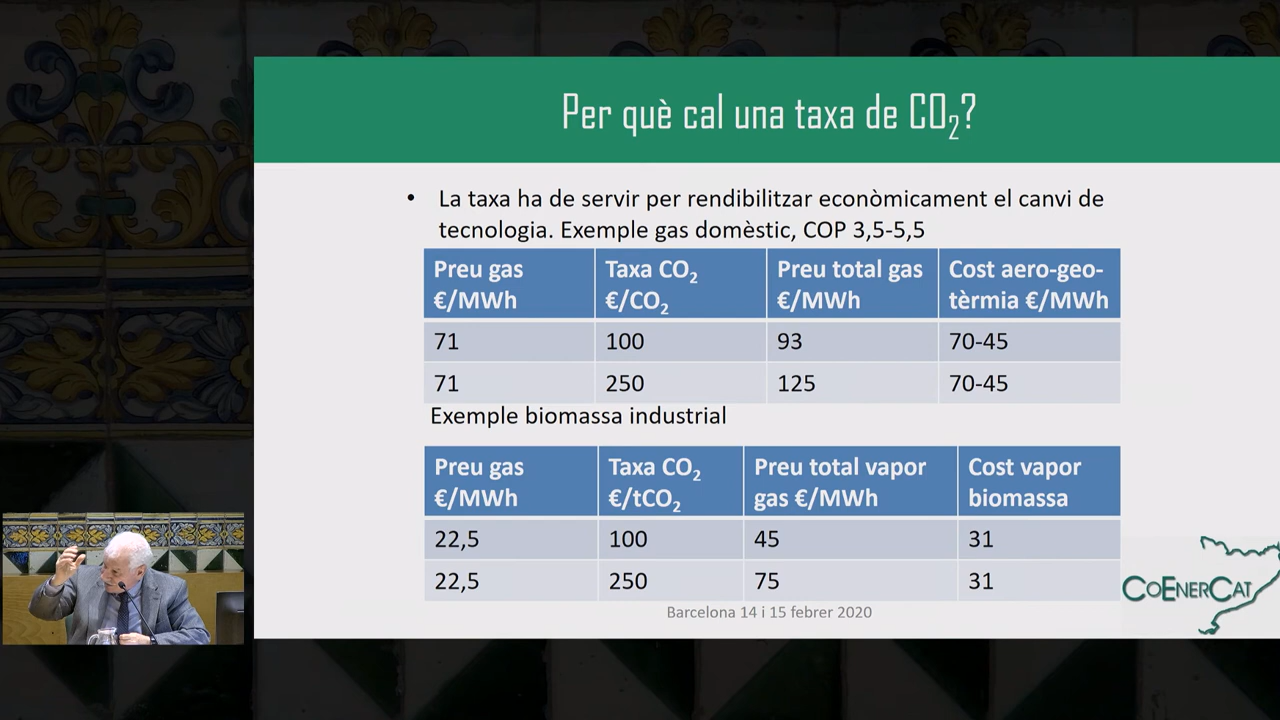 Per què cal una taxa de CO₂?
• La taxa ha de servir per rendibilitzar econòmicament el canvi de
tecnologia. Exemple gas domèstic, COP 3,5-5,5
Preu gas €/MWh Taxa CO₂ €/CO₂ Preu total gas €/MWh Cost aero-geo-tèrmia €/MWh
71 100 93 70-45
71 250 125 70-45
Exemple biomassa industrial
Preu gas €/MWh Taxa CO₂ €/tCO₂ Preu total vapor gas €/MWh Cost vapor biomassa
22,5 100 45 31
22,5 250 75 31
Barcelona 14 i 15 febrer 2020
COENERCAT